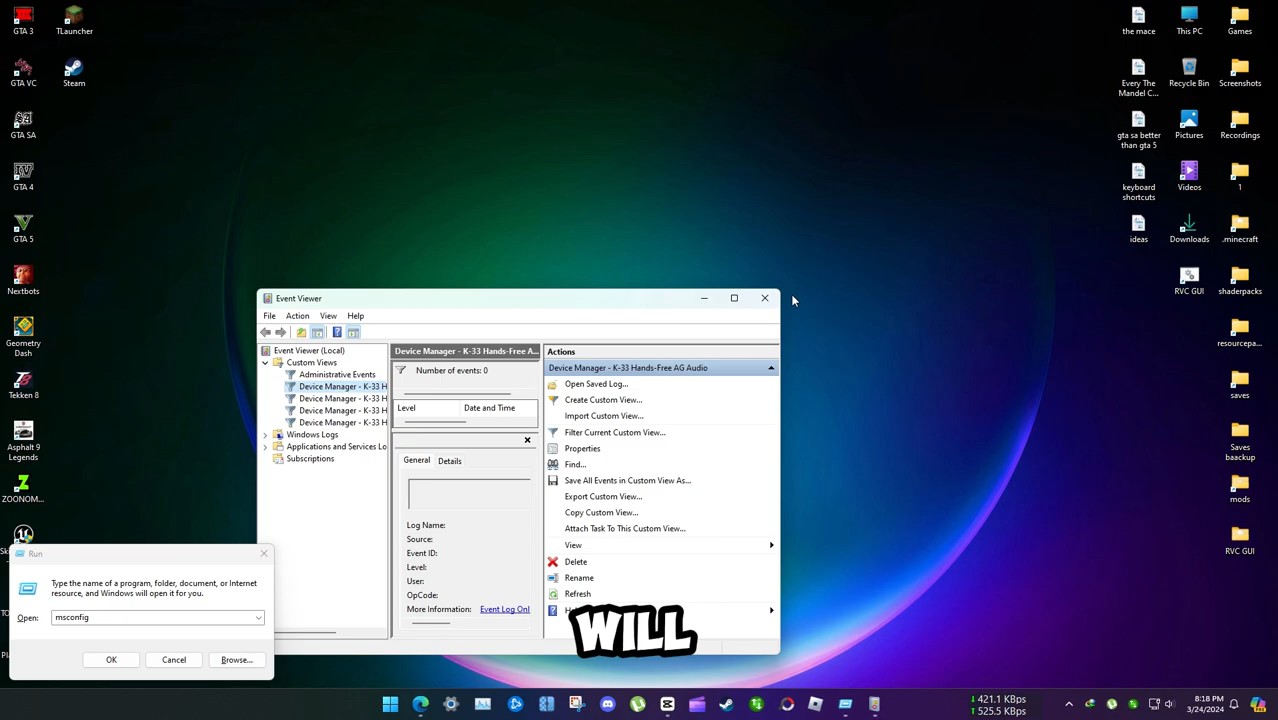 GTA 3
TLauncher
GTA VC
Steam
GTA SA
GTA 4
GTA 5
Nextbots
Geometry
Dash
Tekken 8
Asphalt 9
Legends
ZOONOM...
the mace
This PC
Games
Every The
Mandel C...
Recycle Bin
Screenshots
gta sa better
than gta 5
Pictures
Recordings
keyboard
shortcuts
Videos
1
ideas
Downloads
.minecraft
RVC GUI
shaderpacks
resourcepa...
saves
Saves
baackup
mods
RVC GUI
Event Viewer
File Action View Help
Event Viewer (Local)
Custom Views
Administrative Events
Device Manager - K-33 H
Device Manager - K-33 H
Device Manager - K-33 H
Device Manager - K-33 H
Windows Logs
Applications and Services Lo
Subscriptions
Device Manager - K-33 Hands-Free A...
Number of events: 0
Level Date and Time
General Details
Log Name:
Source:
Event ID:
Level:
User:
OpCode:
More Information: Event Log Onl
Actions
Device Manager - K-33 Hands-Free AG Audio
Open Saved Log...
Create Custom View...
Import Custom View...
Filter Current Custom View...
Properties
Find...
Save All Events in Custom View As...
Export Custom View...
Copy Custom View...
Attach Task To This Custom View...
View
Delete
Rename
Refresh
WILL
Run
Type the name of a program, folder, document, or Internet
resource, and Windows will open it for you.
Open: msconfig
OK Cancel Browse...
421.1 KBps
525.5 KBps
8:18 PM
3/24/2024